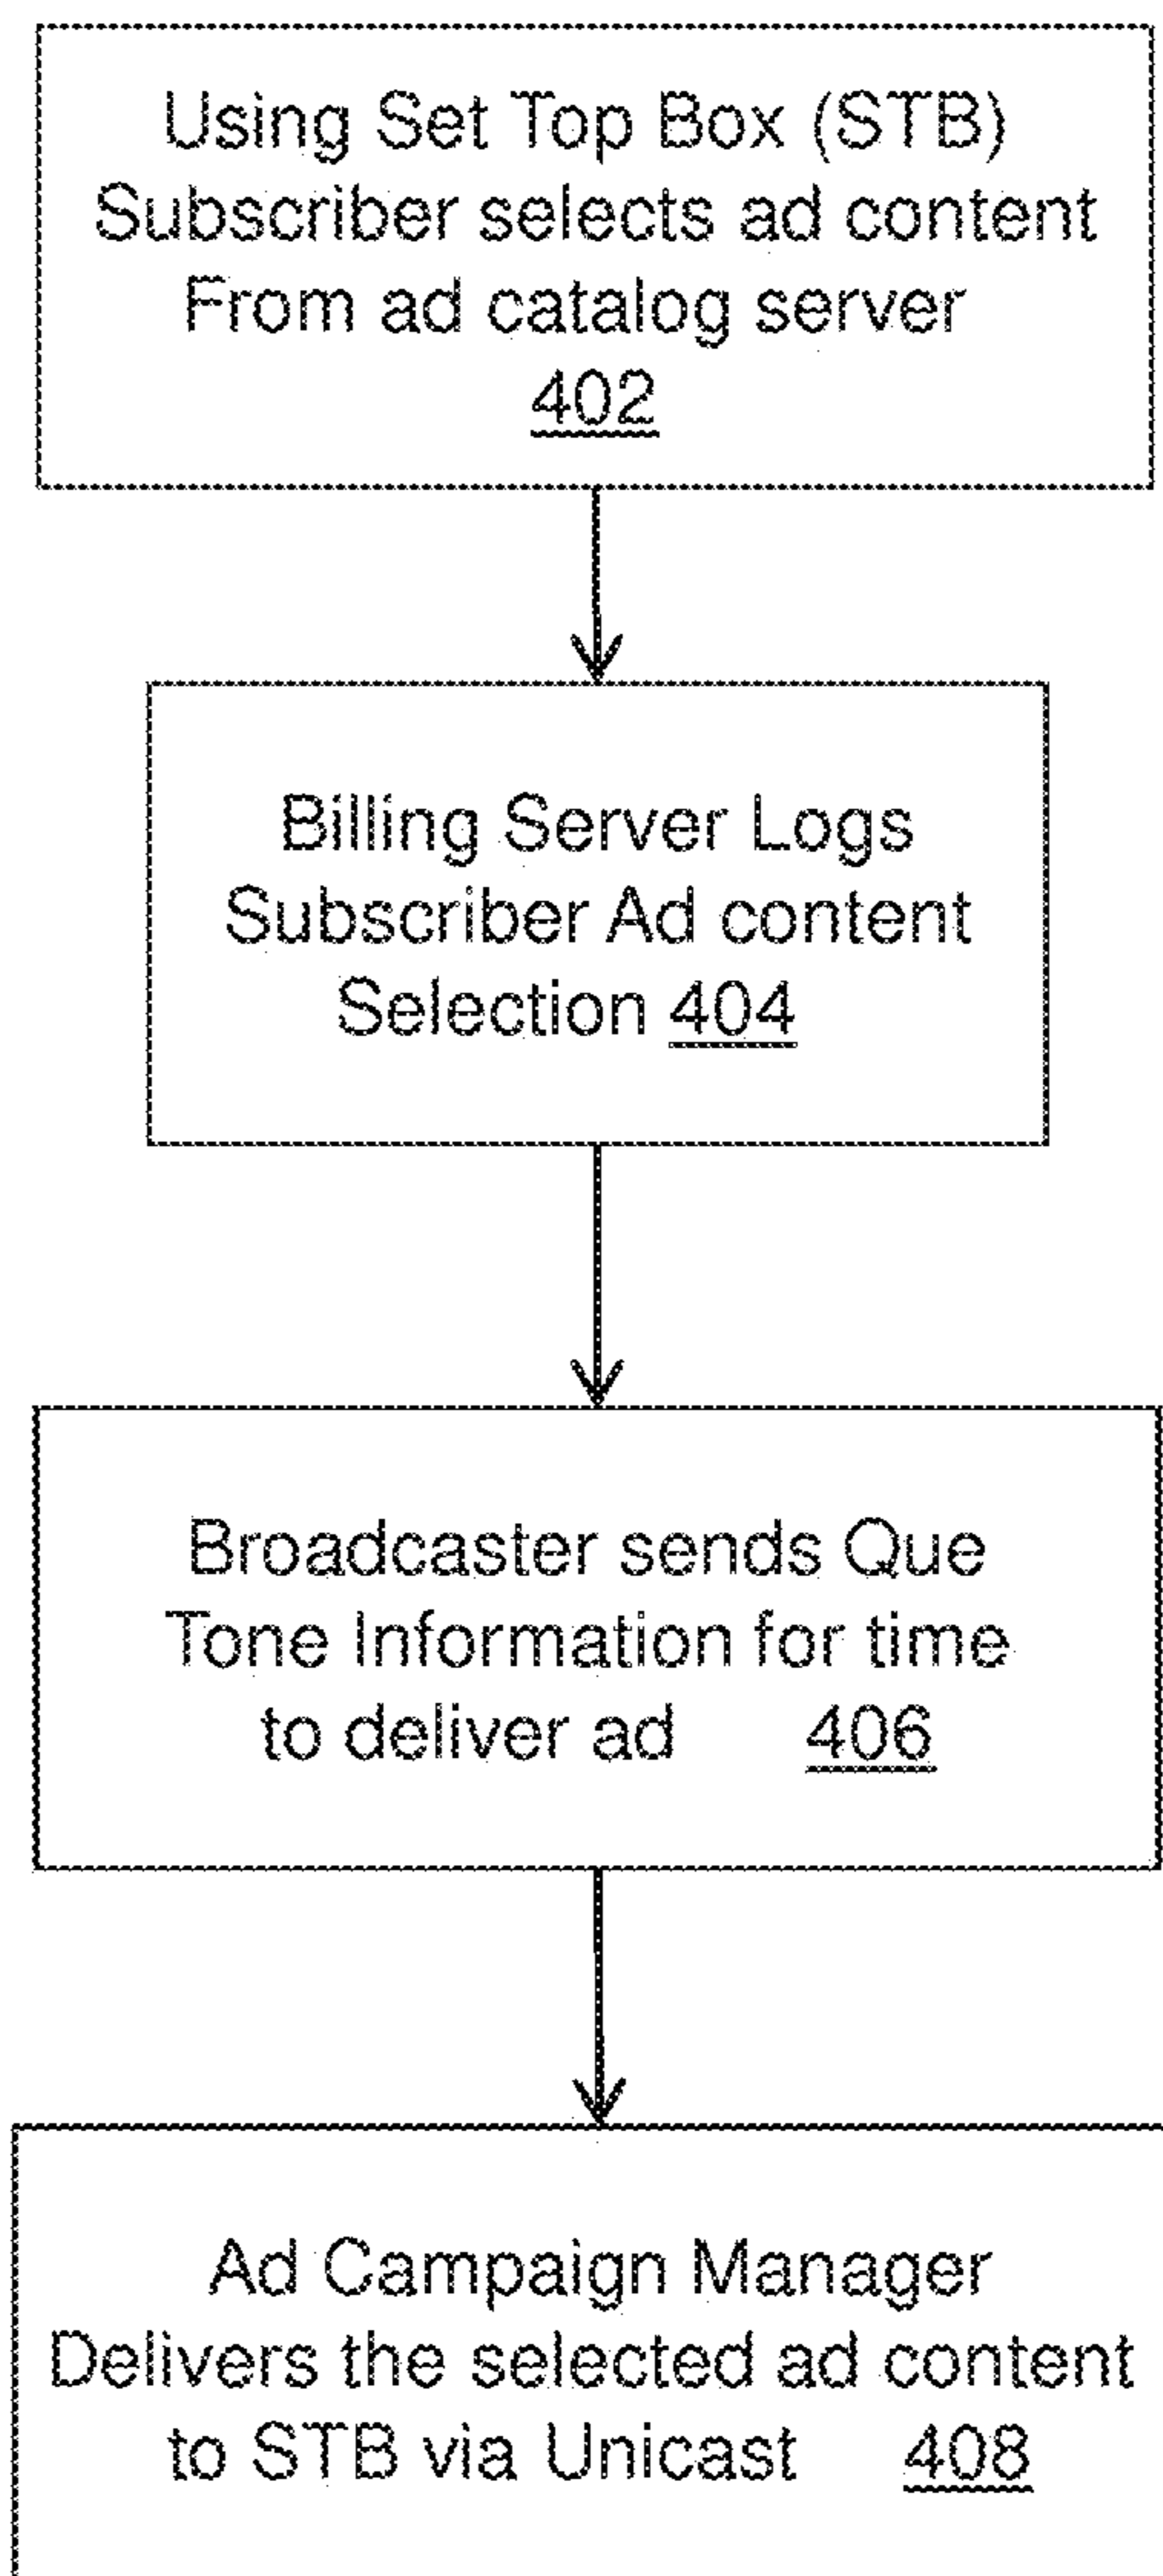 Using Set Top Box (STB)
Subscriber selects ad content
From ad catalog server
402
Billing Server Logs
Subscriber Ad content
Selection 404
Broadcaster sends Que
Tone Information for time
to deliver ad 406
Ad Campaign Manager
Delivers the selected ad content
to STB via Unicast 408